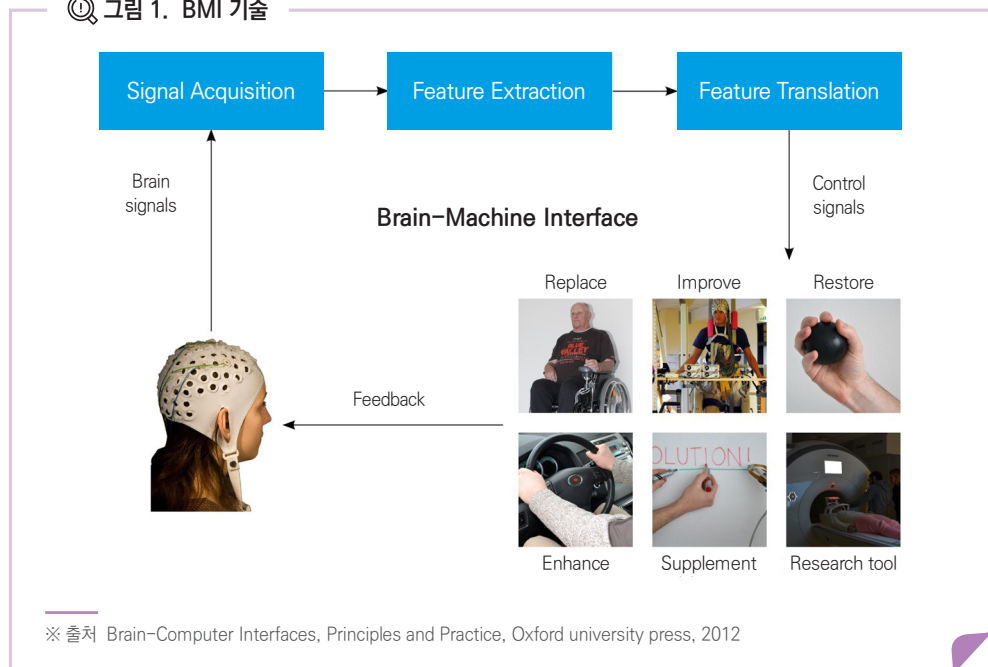 그림 1. BMI 기술
Signal Acquisition
Feature Extraction
Feature Translation
Brain
signals
Control
signals
Brain-Machine Interface
Replace
Improve
Restore
Feedback
OLUTION!
Enhance
Supplement
Research tool
※ 출처 Brain-Computer Interfaces, Principles and Practice, Oxford university press, 2012